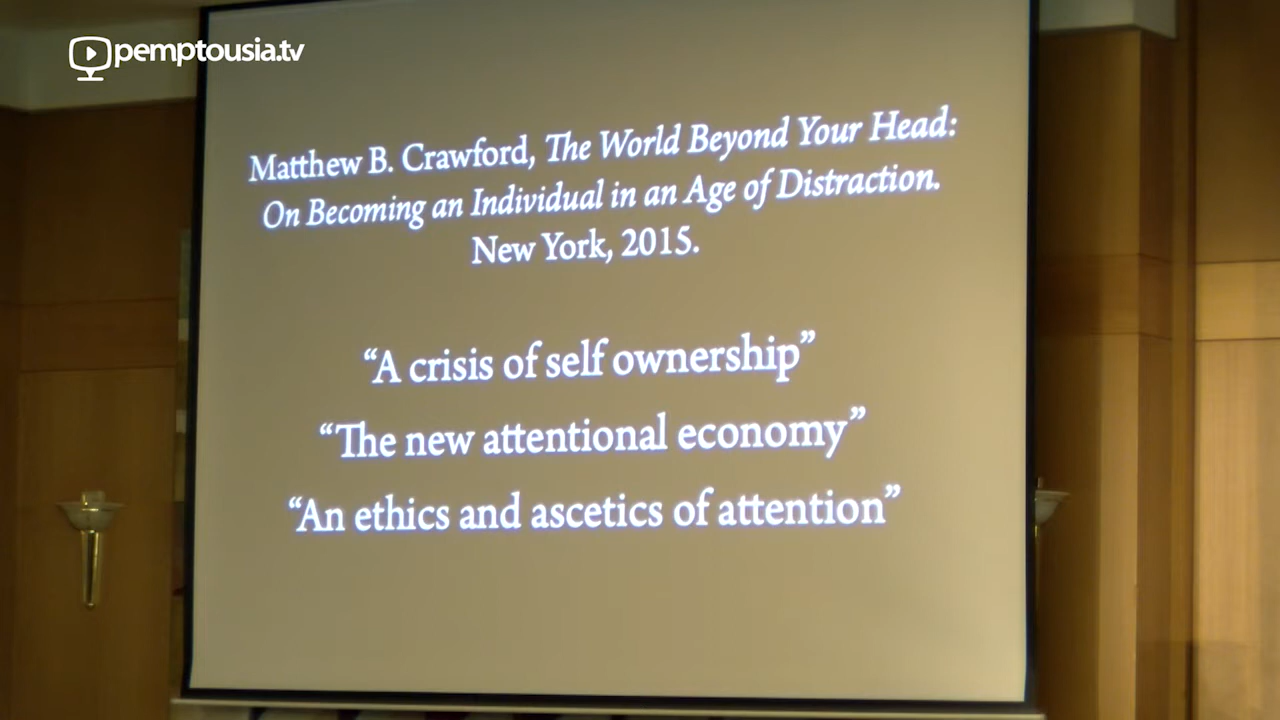 pemptousia.tv
Matthew B. Crawford, The World Beyond Your Head:
On Becoming an Individual in an Age of Distraction.
New York, 2015.
“A crisis of self ownership”
“The new attentional economy”
“An ethics and ascetics of attention”